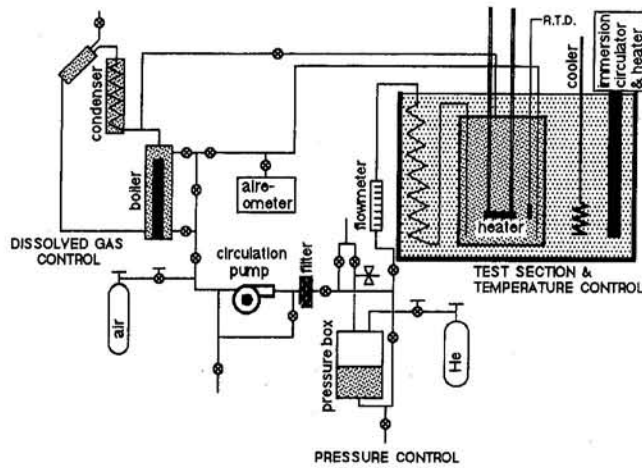 R.T.D.
cooler
immersion
circulator
& heater
condenser
boiler
aire-
ometer
flowmeter
heater
DISSOLVED GAS
CONTROL
circulation
pump
filter
TEST SECTION &
TEMPERATURE CONTROL
air
pressure box
He
PRESSURE CONTROL